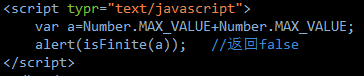 <script typr="text/javascript">
var a=Number.MAX_VALUE+Number.MAX_VALUE;
alert(isFinite(a)); //返回false
</script>